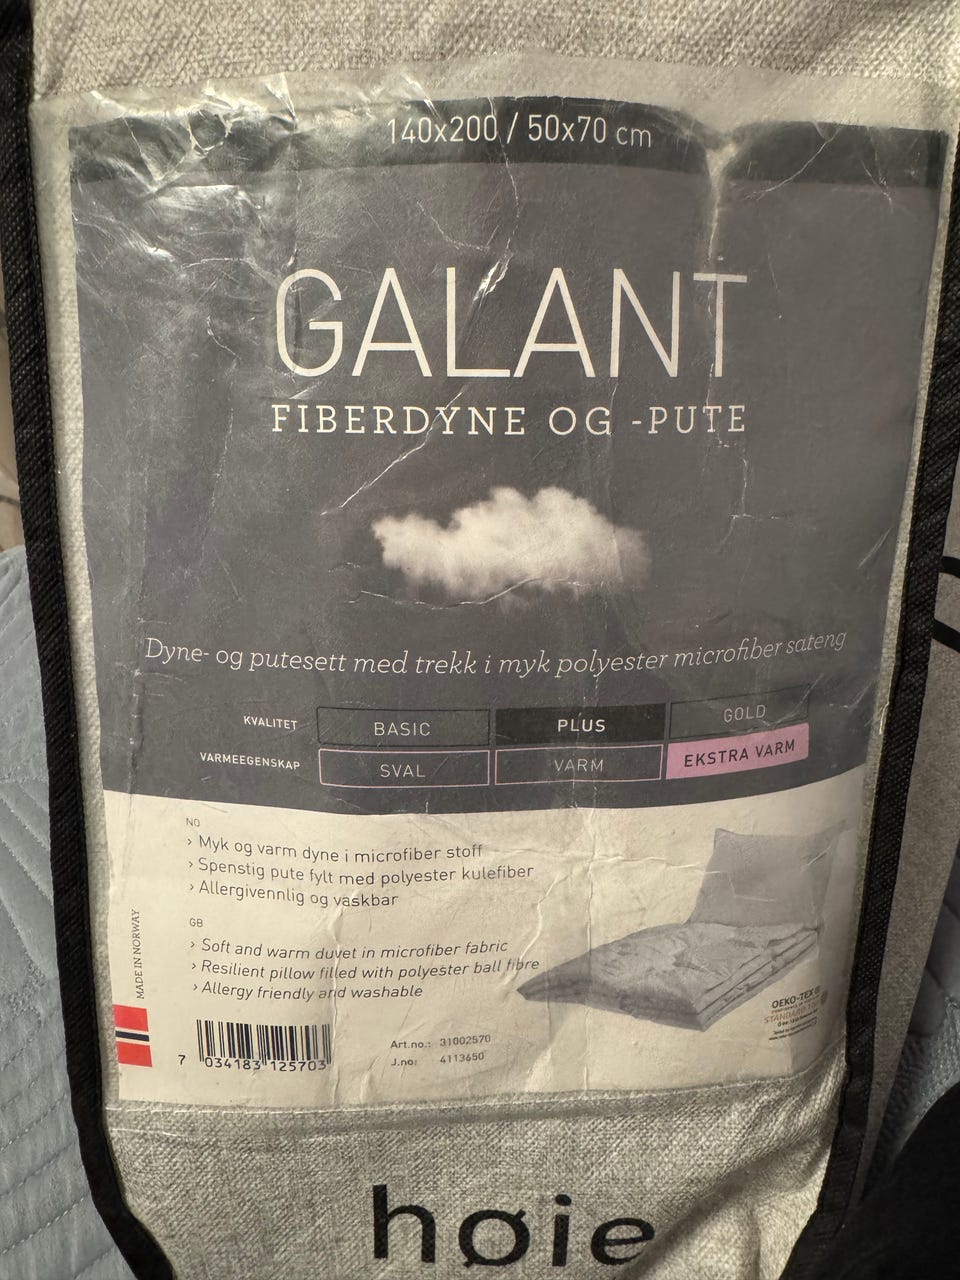 140x200 / 50x70 cm
GALANT
FIBERDYNE OG -PUTE
Dyne- og putesett med trekk i myk polyester microfiber sateng
KVALITET BASIC PLUS GOLD
VARMEEGENSKAP SVAL VARM EKSTRA VARM
NO
› Myk og varm dyne i microfiber stoff
› Spenstig pute fylt med polyester kulefiber
› Allergivennlig og vaskbar
GB
› Soft and warm duvet in microfiber fabric
› Resilient pillow filled with polyester ball fibre
› Allergy friendly and washable
MADE IN NORWAY
OEKO-TEX®
STANDARD 100
7 034183 125703
Art.no.: 31002570
J.no: 4113650
høie